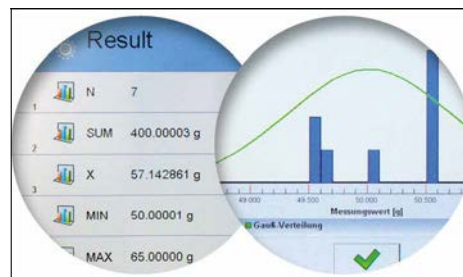 Result
1 N 7
2 SUM 400.00003 g
3 X 57.142861 g
MIN 50.00001 g
MAX 65.00000 g
49.000 49.500 50.000 50.500
Messungswert [g]
Gauß-Verteilung